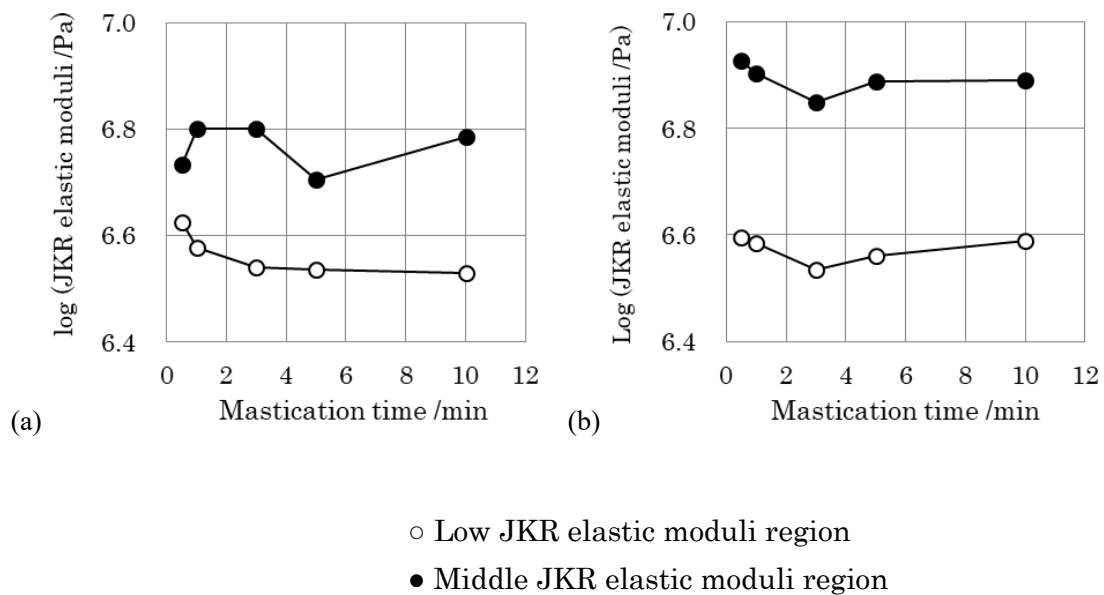 log (JKR elastic moduli /Pa)
7.0
6.8
6.6
6.4
0 2 4 6 8 10 12
Mastication time /min
(a)
Log (JKR elastic moduli /Pa)
7.0
6.8
6.6
6.4
0 2 4 6 8 10 12
Mastication time /min
(b)
○ Low JKR elastic moduli region
● Middle JKR elastic moduli region